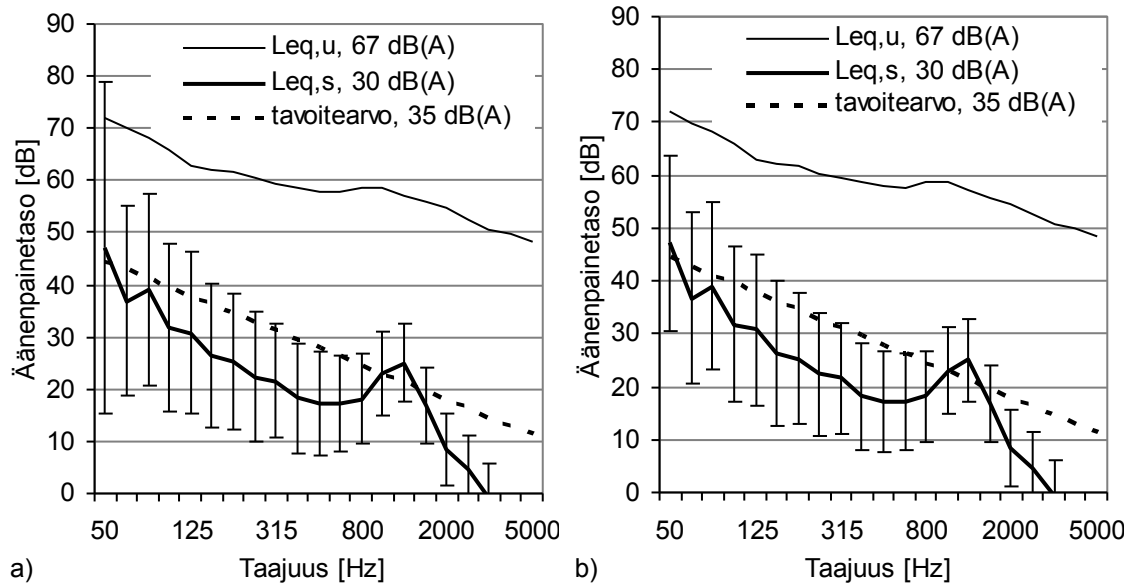 90
80
70
60
50
40
30
20
10
0
Äänenpainetaso [dB]
Leq,u, 67 dB(A)
Leq,s, 30 dB(A)
tavoitearvo, 35 dB(A)
50 125 315 800 2000 5000
Taajuus [Hz]
a)
90
80
70
60
50
40
30
20
10
0
Äänenpainetaso [dB]
Leq,u, 67 dB(A)
Leq,s, 30 dB(A)
tavoitearvo, 35 dB(A)
50 125 315 800 2000 5000
Taajuus [Hz]
b)